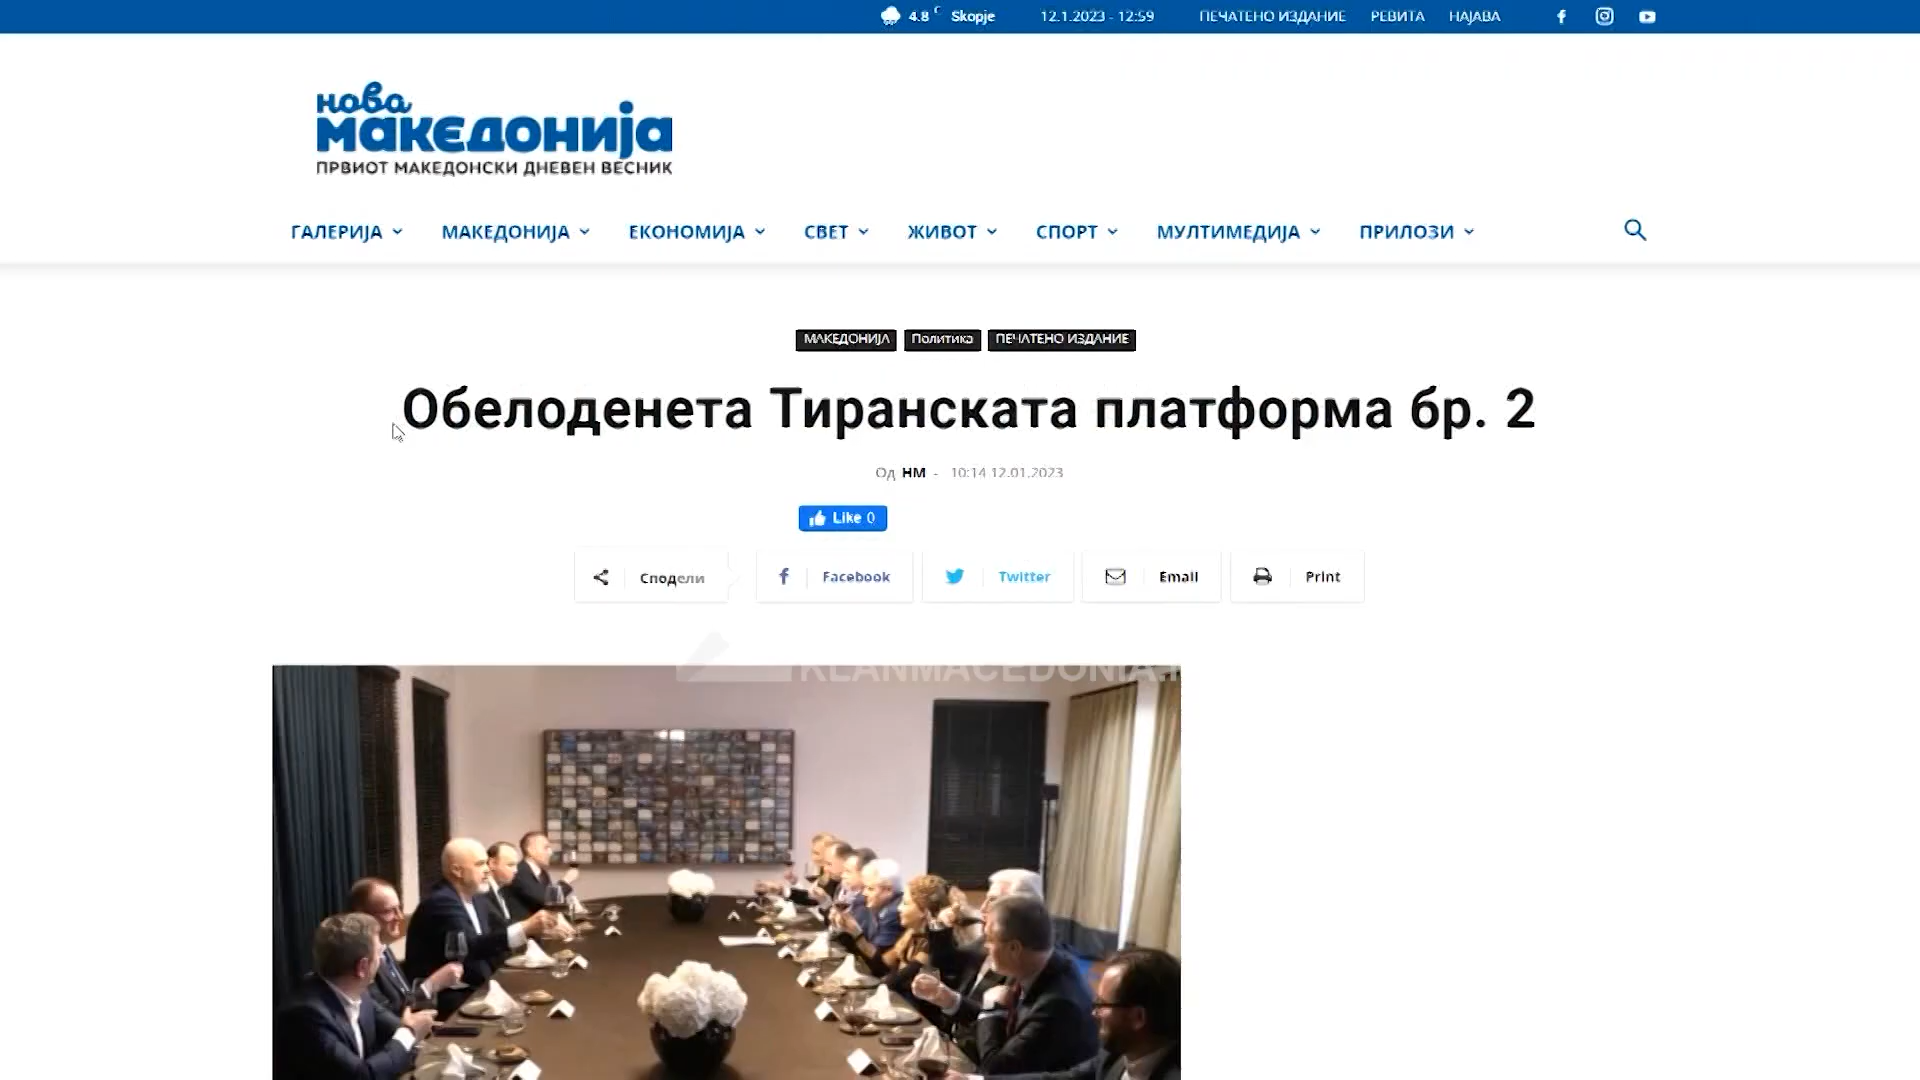 4.8 C Skopje 12.1.2023 - 12:59 ПЕЧАТЕНО ИЗДАНИЕ РЕВИТА НАЈАВА
нова
македонија
ПРВИОТ МАКЕДОНСКИ ДНЕВЕН ВЕСНИК
ГАЛЕРИЈА МАКЕДОНИЈА ЕКОНОМИЈА СВЕТ ЖИВОТ СПОРТ МУЛТИМЕДИЈА ПРИЛОЗИ
МАКЕДОНИЈА Политика ПЕЧАТЕНО ИЗДАНИЕ
Обелоденета Тиранската платформа бр. 2
Од НМ - 10:14 12.01.2023
Like 0
Сподели Facebook Twitter Email Print
KLANMACEDONIA.